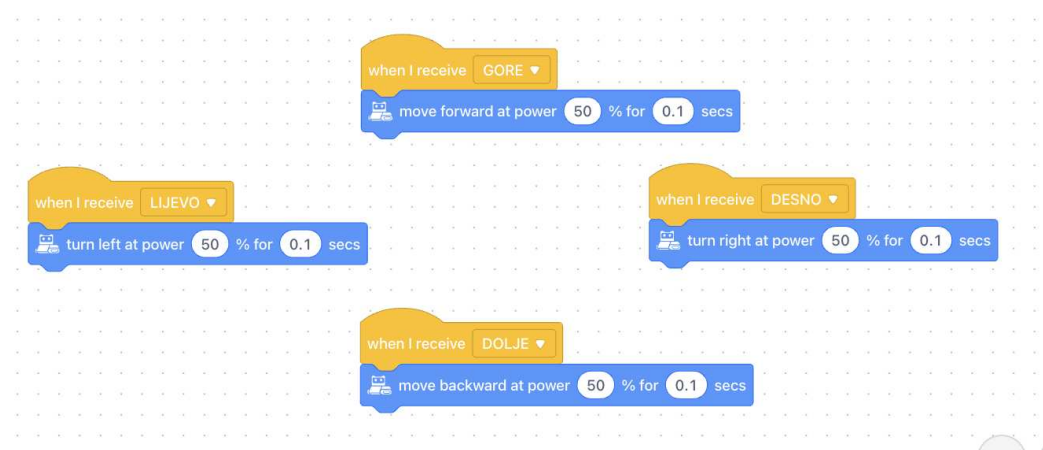 when I receive GORE
move forward at power 50 % for 0.1 secs
when I receive LIJEVO
turn left at power 50 % for 0.1 secs
when I receive DESNO
turn right at power 50 % for 0.1 secs
when I receive DOLJE
move backward at power 50 % for 0.1 secs